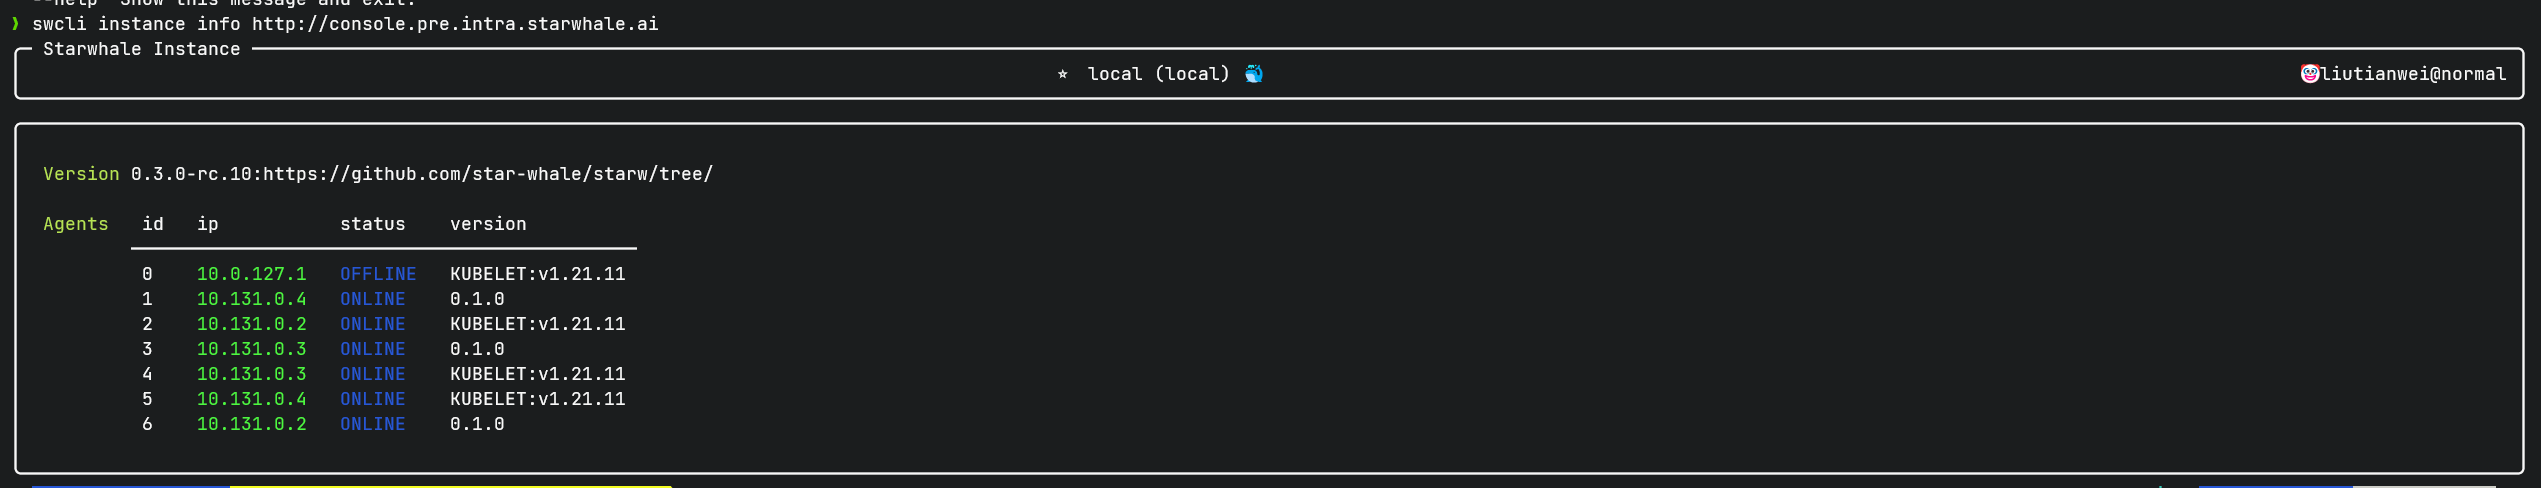 --help  Show this message and exit.
❯ swcli instance info http://console.pre.intra.starwhale.ai
Starwhale Instance
⭐ local (local) 🐳 🤡liutianwei@normal
Version 0.3.0-rc.10:https://github.com/star-whale/starw/tree/
Agents id ip status version
0 10.0.127.1 OFFLINE KUBELET:v1.21.11
1 10.131.0.4 ONLINE 0.1.0
2 10.131.0.2 ONLINE KUBELET:v1.21.11
3 10.131.0.3 ONLINE 0.1.0
4 10.131.0.3 ONLINE KUBELET:v1.21.11
5 10.131.0.4 ONLINE KUBELET:v1.21.11
6 10.131.0.2 ONLINE 0.1.0